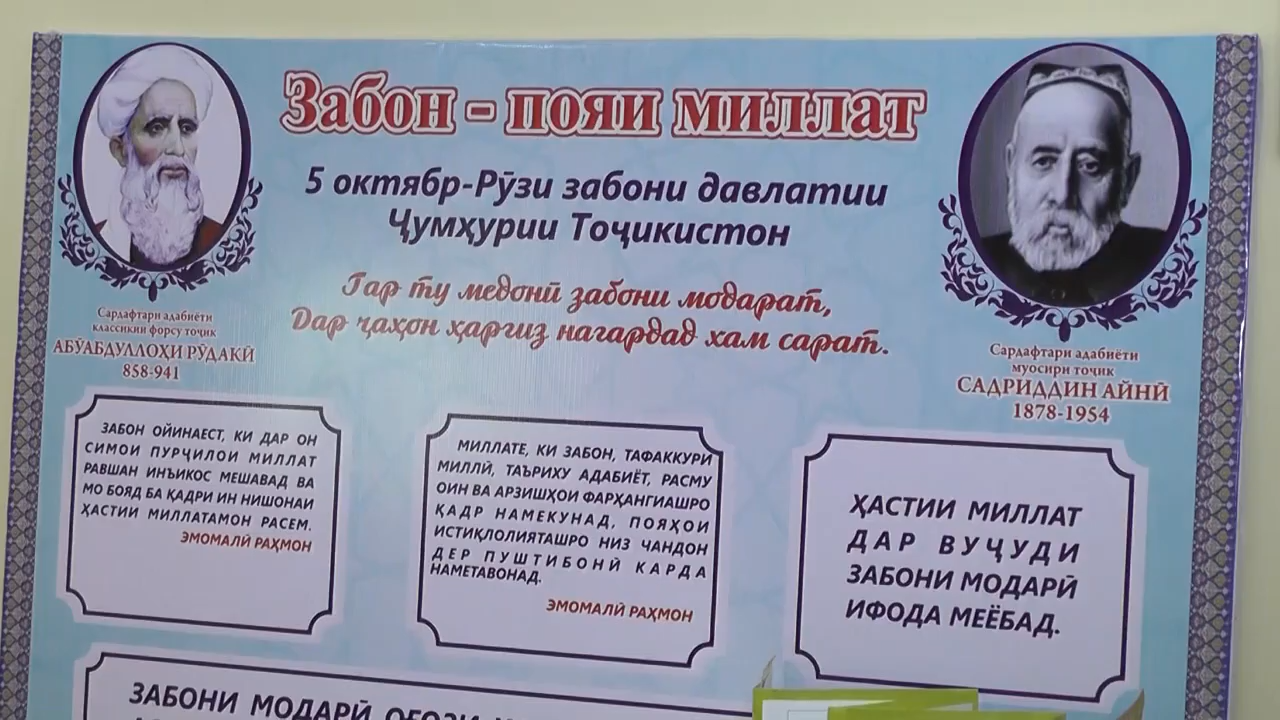 Забон - пояи миллат
5 октябр-Рӯзи забони давлатии
Ҷумҳурии Тоҷикистон
Гар ту медонӣ забони модарат,
Дар ҷаҳон ҳаргиз нагардад хам сарат.
Сардафтари адабиёти
классикии форсу тоҷик
АБӮАБДУЛЛОҲИ РӮДАКӢ
858-941
Сардафтари адабиёти
муосири тоҷик
САДРИДДИН АЙНӢ
1878-1954
ЗАБОН ОЙИНАЕСТ, КИ ДАР ОН
СИМОИ ПУРҶИЛОИ МИЛЛАТ
РАВШАН ИНЪИКОС МЕШАВАД ВА
МО БОЯД БА ҚАДРИ ИН НИШОНАИ
ҲАСТИИ МИЛЛАТАМОН РАСЕМ.
ЭМОМАЛӢ РАҲМОН
МИЛЛАТЕ, КИ ЗАБОН, ТАФАККУРИ
МИЛЛӢ, ТАЪРИХУ АДАБИЁТ, РАСМУ
ОИН ВА АРЗИШҲОИ ФАРҲАНГИАШРО
ҚАДР НАМЕКУНАД, ПОЯҲОИ
ИСТИҚЛОЛИЯТАШРО НИЗ ЧАНДОН
ДЕР ПУШТИБОНӢ КАРДА
НАМЕТАВОНАД.
ЭМОМАЛӢ РАҲМОН
ҲАСТИИ МИЛЛАТ
ДАР ВУҶУДИ
ЗАБОНИ МОДАРӢ
ИФОДА МЕЁБАД.
ЗАБОНИ МОДАРӢ